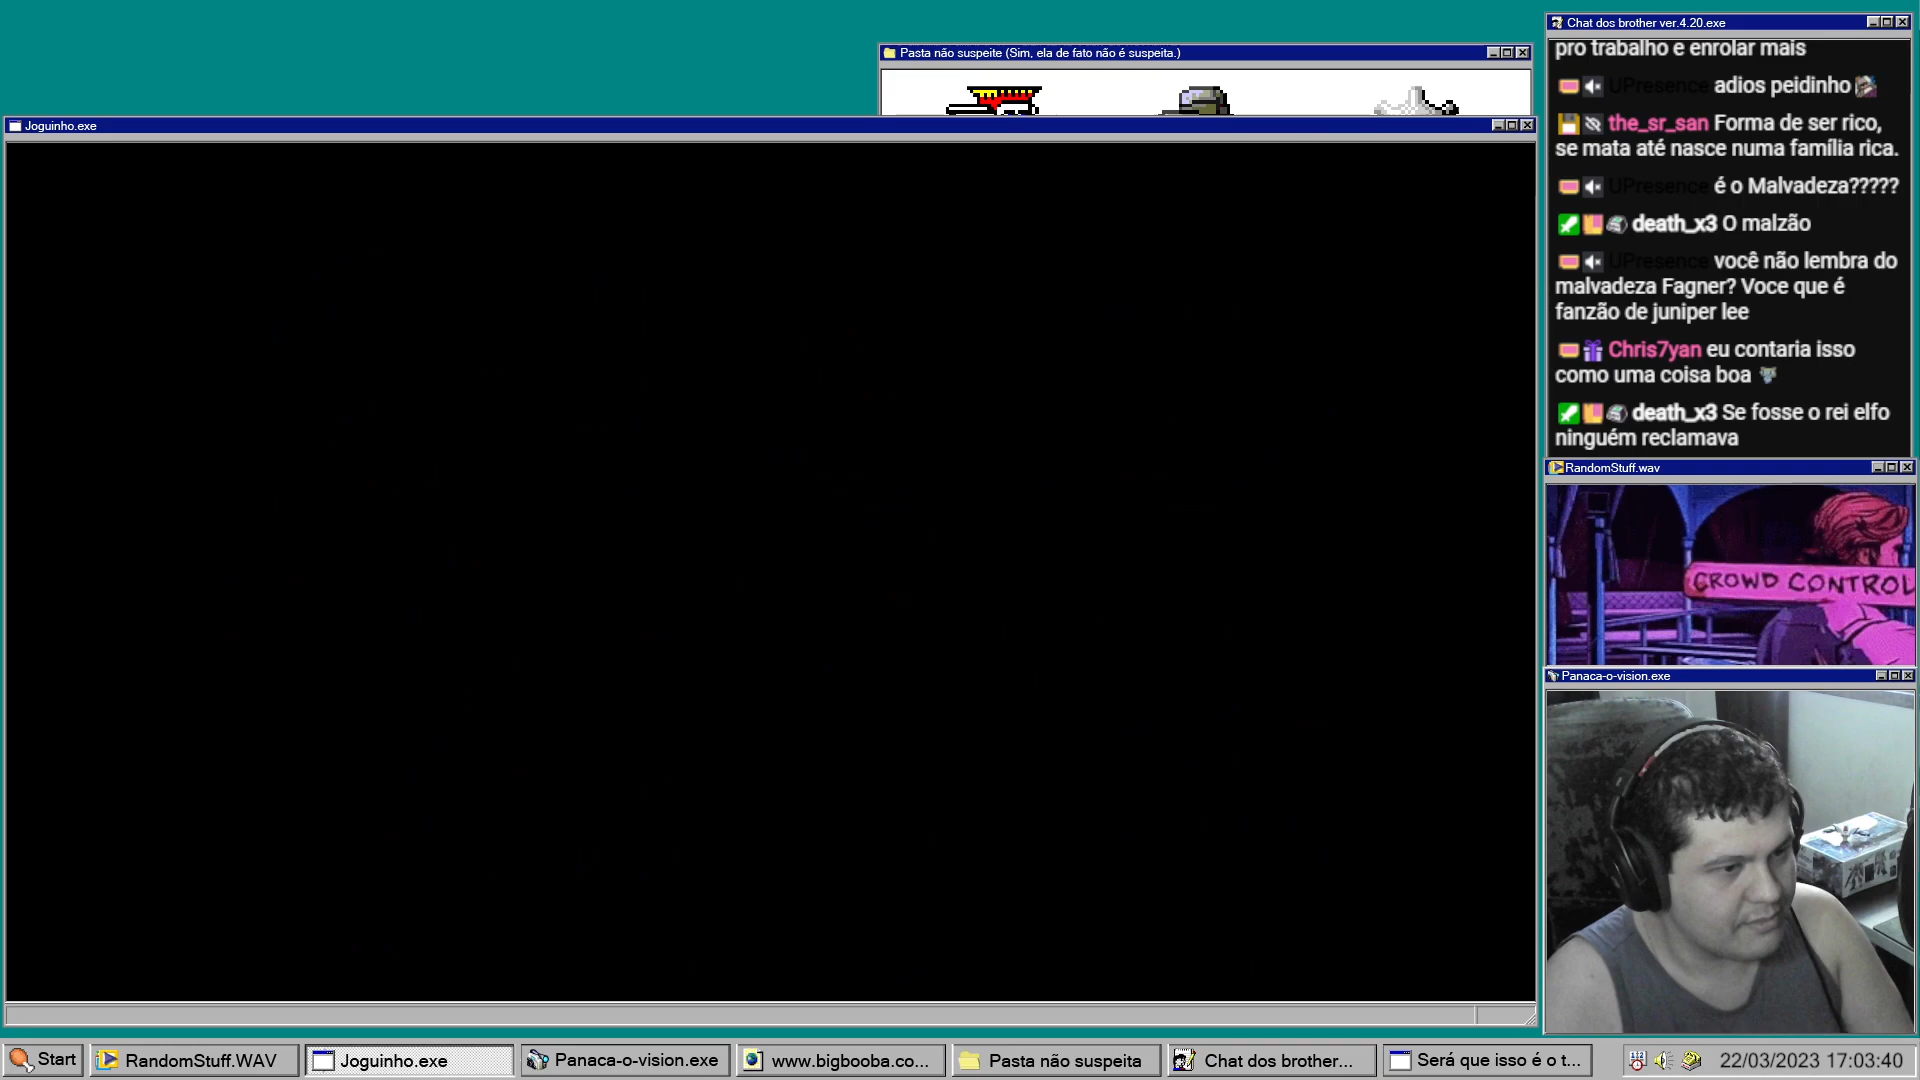 Chat dos brother ver.4.20.exe
pro trabalho e enrolar mais
UPresence adios peidinho
the_sr_san Forma de ser rico,
se mata até nasce numa família rica.
UPresence é o Malvadeza?????
death_x3 O malzão
UPresence você não lembra do
malvadeza Fagner? Voce que é
fanzão de juniper lee
Chris7yan eu contaria isso
como uma coisa boa
death_x3 Se fosse o rei elfo
ninguém reclamava
Pasta não suspeite (Sim, ela de fato não é suspeita.)
Joguinho.exe
RandomStuff.wav
CROWD CONTROL
Panaca-o-vision.exe
Start
RandomStuff.WAV
Joguinho.exe
Panaca-o-vision.exe
www.bigbooba.co...
Pasta não suspeita
Chat dos brother...
Será que isso é o t...
22/03/2023 17:03:40